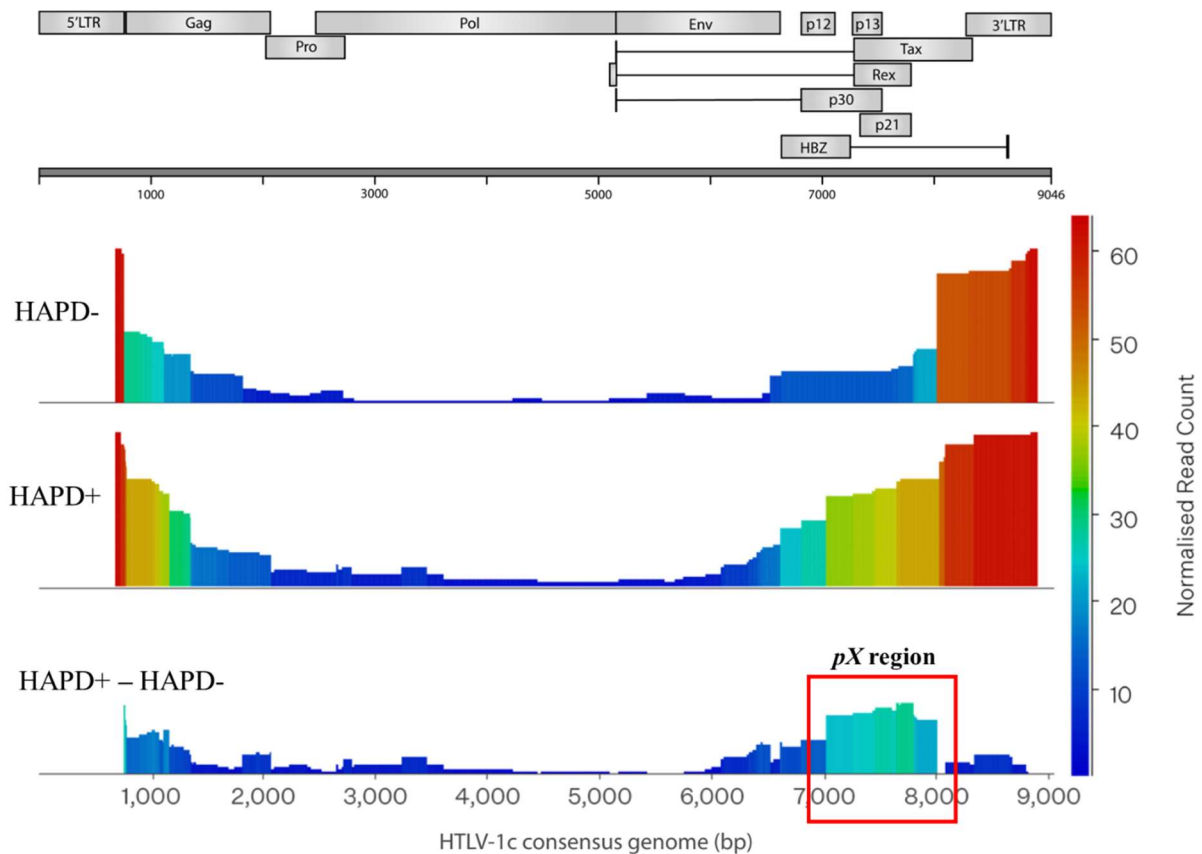 5'LTR Gag Pol Env p12 p13 3'LTR
Pro Tax
Rex
p30
p21
HBZ
1000 3000 5000 7000 9046
HAPD-
HAPD+
HAPD+ – HAPD-
pX region
1,000 2,000 3,000 4,000 5,000 6,000 7,000 8,000 9,000
HTLV-1c consensus genome (bp)
60
50
40
30
20
10
Normalised Read Count